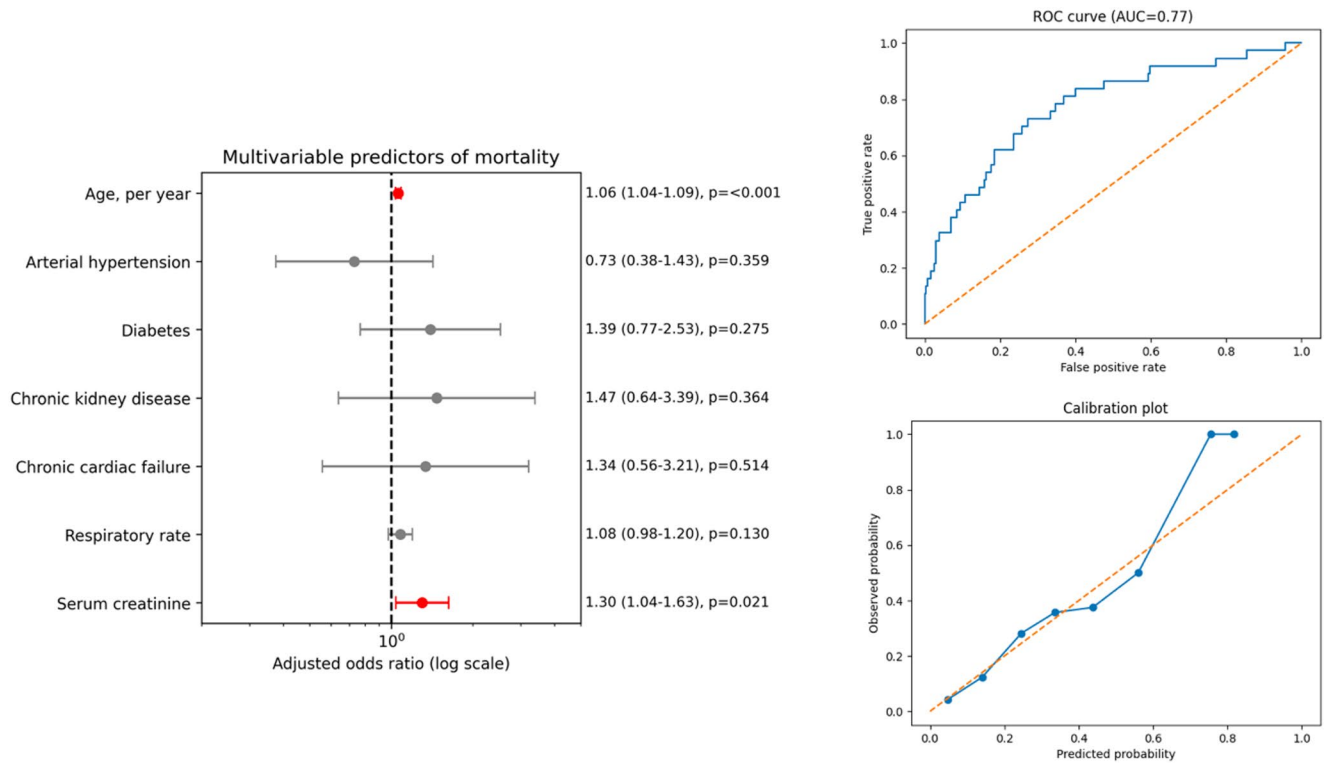 Multivariable predictors of mortality
Age, per year
1.06 (1.04-1.09), p=<0.001
Arterial hypertension
0.73 (0.38-1.43), p=0.359
Diabetes
1.39 (0.77-2.53), p=0.275
Chronic kidney disease
1.47 (0.64-3.39), p=0.364
Chronic cardiac failure
1.34 (0.56-3.21), p=0.514
Respiratory rate
1.08 (0.98-1.20), p=0.130
Serum creatinine
1.30 (1.04-1.63), p=0.021
10⁰
Adjusted odds ratio (log scale)
ROC curve (AUC=0.77)
True positive rate
1.0
0.8
0.6
0.4
0.2
0.0
0.0 0.2 0.4 0.6 0.8 1.0
False positive rate
Calibration plot
Observed probability
1.0
0.8
0.6
0.4
0.2
0.0
0.0 0.2 0.4 0.6 0.8 1.0
Predicted probability